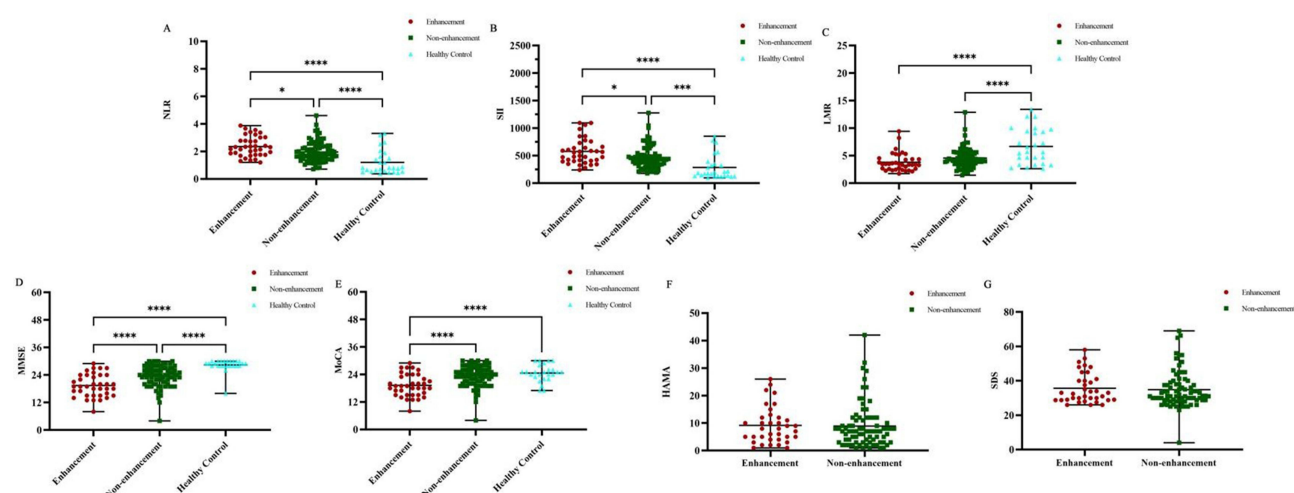 A
Enhancement
Non-enhancement
Healthy Control
NLR
10
8
6
4
2
0
****
*
****
Enhancement
Non-enhancement
Healthy Control
B
Enhancement
Non-enhancement
Healthy Control
SII
2500
2000
1500
1000
500
0
****
*
***
Enhancement
Non-enhancement
Healthy Control
C
Enhancement
Non-enhancement
Healthy Control
LMR
25
20
15
10
5
0
****
****
Enhancement
Non-enhancement
Healthy Control
D
Enhancement
Non-enhancement
Healthy Control
MMSE
60
48
36
24
12
0
****
****
****
Enhancement
Non-enhancement
Healthy Control
E
Enhancement
Non-enhancement
Healthy Control
MoCA
60
48
36
24
12
0
****
****
Enhancement
Non-enhancement
Healthy Control
F
Enhancement
Non-enhancement
HAMA
50
40
30
20
10
0
Enhancement
Non-enhancement
G
Enhancement
Non-enhancement
SDS
80
60
40
20
0
Enhancement
Non-enhancement